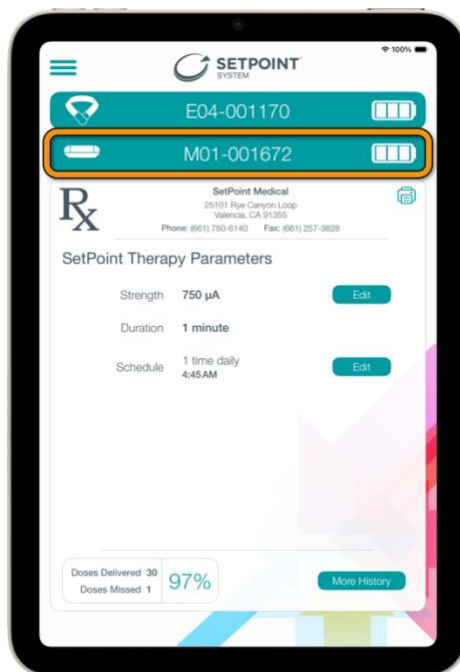 100%
SETPOINT
SYSTEM
E04-001170
M01-001672
Rx
SetPoint Medical
25101 Rye Canyon Loop
Valencia, CA 91355
Phone: (661) 750-6140 Fax: (661) 257-3828
SetPoint Therapy Parameters
Strength 750 µA Edit
Duration 1 minute
Schedule 1 time daily Edit
4:45 AM
Doses Delivered 30
Doses Missed 1
97%
More History